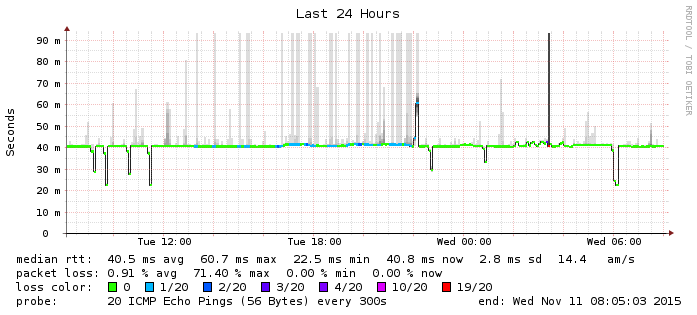 Last 24 Hours
RRDTOOL / TOBI OETIKER
Seconds
90 m
80 m
70 m
60 m
50 m
40 m
30 m
20 m
10 m
0
Tue 12:00 Tue 18:00 Wed 00:00 Wed 06:00
median rtt: 40.5 ms avg 60.7 ms max 22.5 ms min 40.8 ms now 2.8 ms sd 14.4 am/s
packet loss: 0.91 % avg 71.40 % max 0.00 % min 0.00 % now
loss color: 0 1/20 2/20 3/20 4/20 10/20 19/20
probe: 20 ICMP Echo Pings (56 Bytes) every 300s end: Wed Nov 11 08:05:03 2015